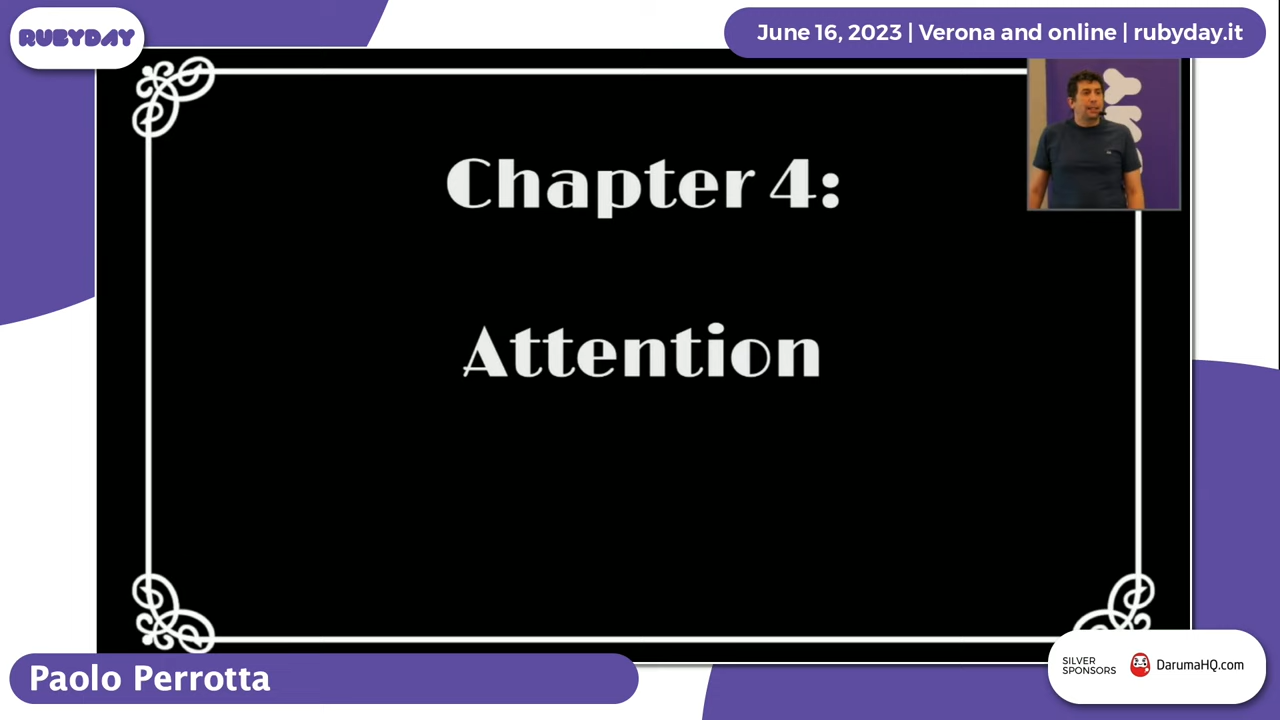 RUBYDAY
June 16, 2023 | Verona and online | rubyday.it
Chapter 4:
Attention
Paolo Perrotta
SILVER
SPONSORS
DarumaHQ.com